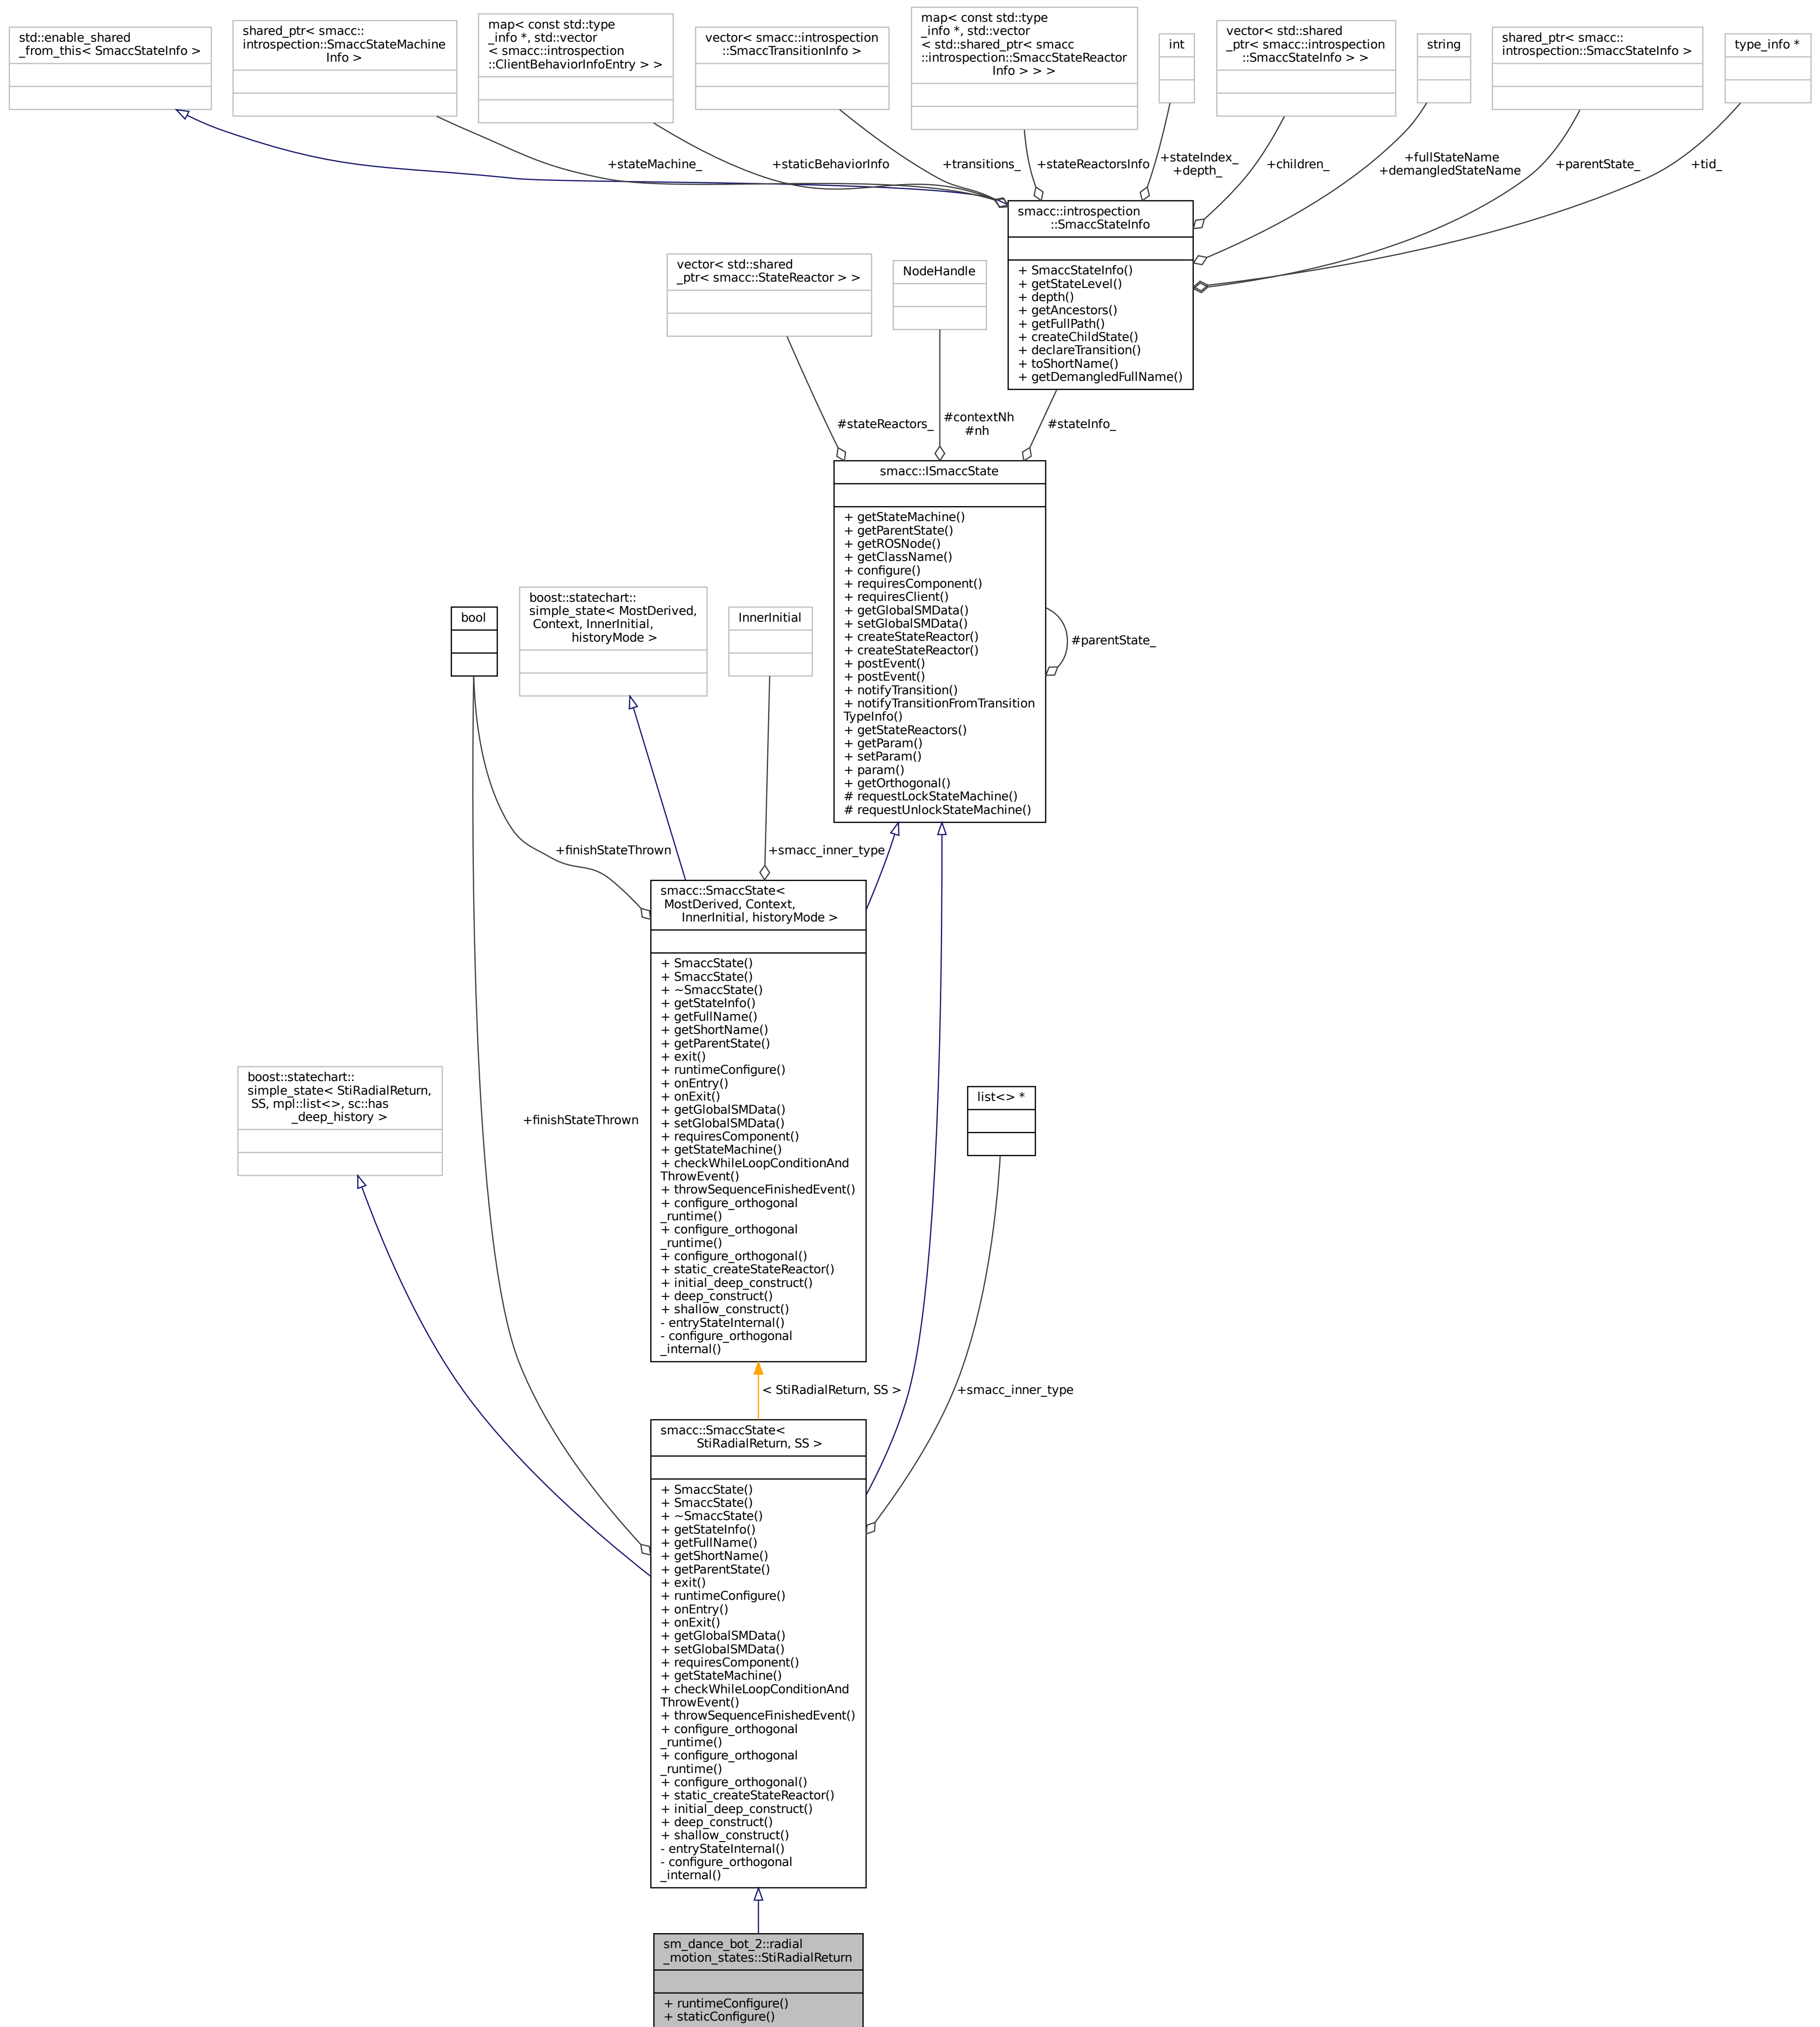 std::enable_shared
_from_this< SmaccStateInfo >
shared_ptr< smacc::
introspection::SmaccStateMachine
Info >
map< const std::type
_info *, std::vector
< smacc::introspection
::ClientBehaviorInfoEntry > >
vector< smacc::introspection
::SmaccTransitionInfo >
map< const std::type
_info *, std::vector
< std::shared_ptr< smacc
::introspection::SmaccStateReactor
Info > > >
int
vector< std::shared
_ptr< smacc::introspection
::SmaccStateInfo > >
string
shared_ptr< smacc::
introspection::SmaccStateInfo >
type_info *
+stateMachine_
+staticBehaviorInfo
+transitions_
+stateReactorsInfo
+stateIndex_
+depth_
+children_
+fullStateName
+demangledStateName
+parentState_
+tid_
smacc::introspection
::SmaccStateInfo
+ SmaccStateInfo()
+ getStateLevel()
+ depth()
+ getAncestors()
+ getFullPath()
+ createChildState()
+ declareTransition()
+ toShortName()
+ getDemangledFullName()
vector< std::shared
_ptr< smacc::StateReactor > >
NodeHandle
#stateReactors_
#contextNh
#nh
#stateInfo_
smacc::ISmaccState
+ getStateMachine()
+ getParentState()
+ getROSNode()
+ getClassName()
+ configure()
+ requiresComponent()
+ requiresClient()
+ getGlobalSMData()
+ setGlobalSMData()
+ createStateReactor()
+ createStateReactor()
+ postEvent()
+ postEvent()
+ notifyTransition()
+ notifyTransitionFromTransition
TypeInfo()
+ getStateReactors()
+ getParam()
+ setParam()
+ param()
+ getOrthogonal()
# requestLockStateMachine()
# requestUnlockStateMachine()
#parentState_
bool
boost::statechart::
simple_state< MostDerived,
Context, InnerInitial,
historyMode >
InnerInitial
+finishStateThrown
+smacc_inner_type
smacc::SmaccState<
MostDerived, Context,
InnerInitial, historyMode >
+ SmaccState()
+ SmaccState()
+ ~SmaccState()
+ getStateInfo()
+ getFullName()
+ getShortName()
+ getParentState()
+ exit()
+ runtimeConfigure()
+ onEntry()
+ onExit()
+ getGlobalSMData()
+ setGlobalSMData()
+ requiresComponent()
+ getStateMachine()
+ checkWhileLoopConditionAnd
ThrowEvent()
+ throwSequenceFinishedEvent()
+ configure_orthogonal
_runtime()
+ configure_orthogonal
_runtime()
+ configure_orthogonal()
+ static_createStateReactor()
+ initial_deep_construct()
+ deep_construct()
+ shallow_construct()
- entryStateInternal()
- configure_orthogonal
_internal()
boost::statechart::
simple_state< StiRadialReturn,
SS, mpl::list<>, sc::has
_deep_history >
+finishStateThrown
list<> *
< StiRadialReturn, SS >
+smacc_inner_type
smacc::SmaccState<
StiRadialReturn, SS >
+ SmaccState()
+ SmaccState()
+ ~SmaccState()
+ getStateInfo()
+ getFullName()
+ getShortName()
+ getParentState()
+ exit()
+ runtimeConfigure()
+ onEntry()
+ onExit()
+ getGlobalSMData()
+ setGlobalSMData()
+ requiresComponent()
+ getStateMachine()
+ checkWhileLoopConditionAnd
ThrowEvent()
+ throwSequenceFinishedEvent()
+ configure_orthogonal
_runtime()
+ configure_orthogonal
_runtime()
+ configure_orthogonal()
+ static_createStateReactor()
+ initial_deep_construct()
+ deep_construct()
+ shallow_construct()
- entryStateInternal()
- configure_orthogonal
_internal()
sm_dance_bot_2::radial
_motion_states::StiRadialReturn
+ runtimeConfigure()
+ staticConfigure()